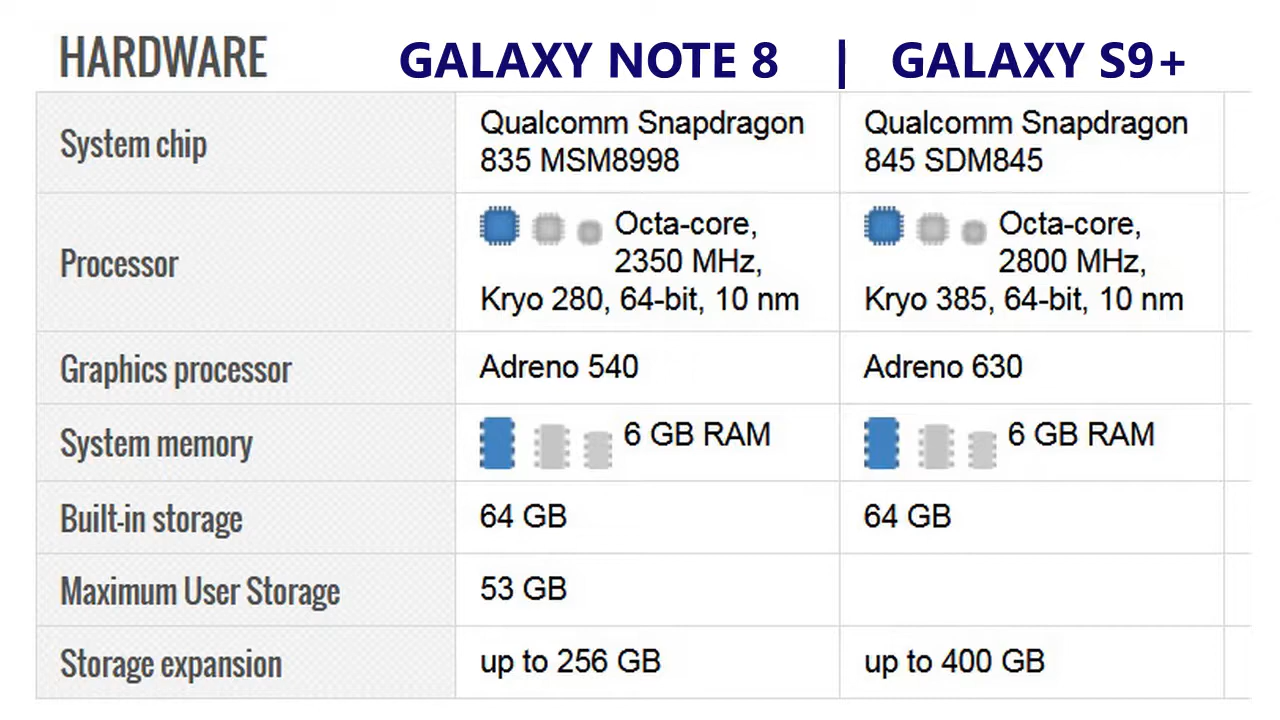 HARDWARE GALAXY NOTE 8 | GALAXY S9+
System chip
Qualcomm Snapdragon
835 MSM8998
Qualcomm Snapdragon
845 SDM845
Processor
Octa-core,
2350 MHz,
Kryo 280, 64-bit, 10 nm
Octa-core,
2800 MHz,
Kryo 385, 64-bit, 10 nm
Graphics processor
Adreno 540
Adreno 630
System memory
6 GB RAM
6 GB RAM
Built-in storage
64 GB
64 GB
Maximum User Storage
53 GB
Storage expansion
up to 256 GB
up to 400 GB